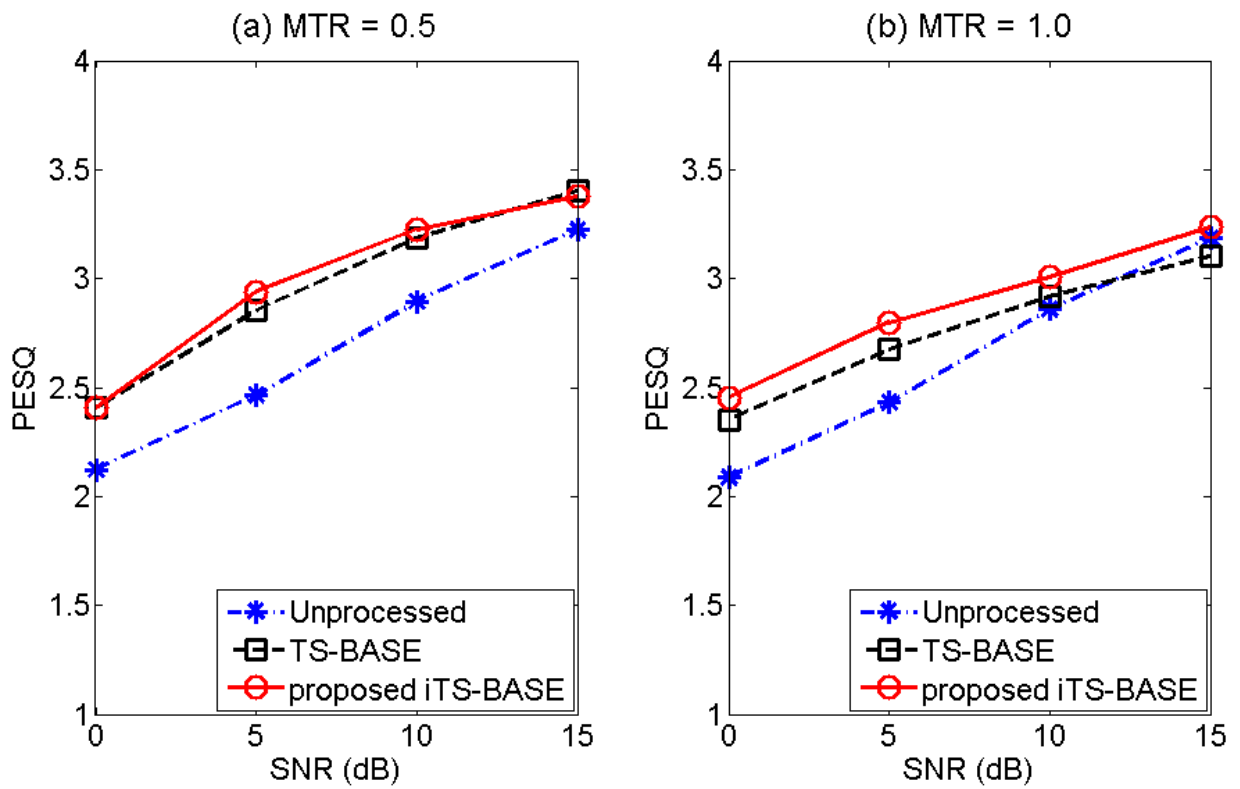 (a) MTR = 0.5
4
3.5
3
2.5
2
1.5
1
PESQ
0
5
10
15
SNR (dB)
Unprocessed
TS-BASE
proposed iTS-BASE
(b) MTR = 1.0
4
3.5
3
2.5
2
1.5
1
PESQ
0
5
10
15
SNR (dB)
Unprocessed
TS-BASE
proposed iTS-BASE